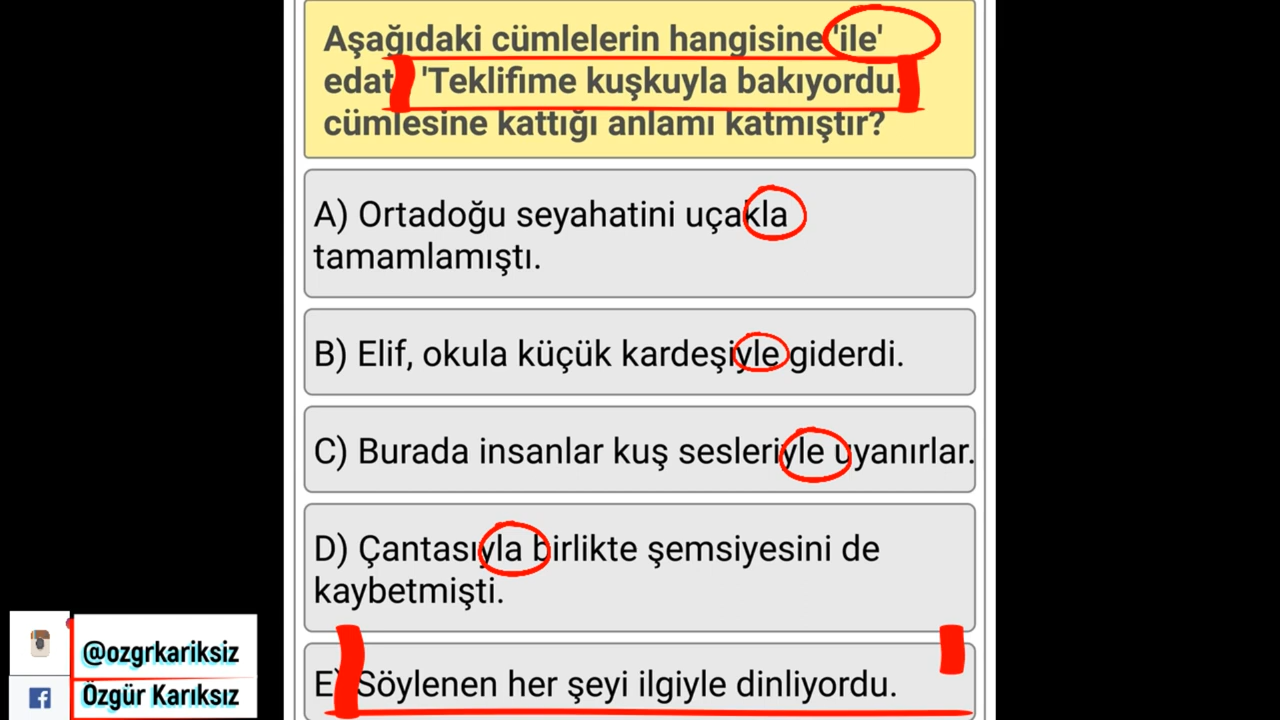 Aşağıdaki cümlelerin hangisine 'ile'
edatı 'Teklifime kuşkuyla bakıyordu.
cümlesine kattığı anlamı katmıştır?
A) Ortadoğu seyahatini uçakla
tamamlamıştı.
B) Elif, okula küçük kardeşiyle giderdi.
C) Burada insanlar kuş sesleriyle uyanırlar.
D) Çantasıyla birlikte şemsiyesini de
kaybetmişti.
E) Söylenen her şeyi ilgiyle dinliyordu.
@ozgrkariksiz
Özgür Karıksız